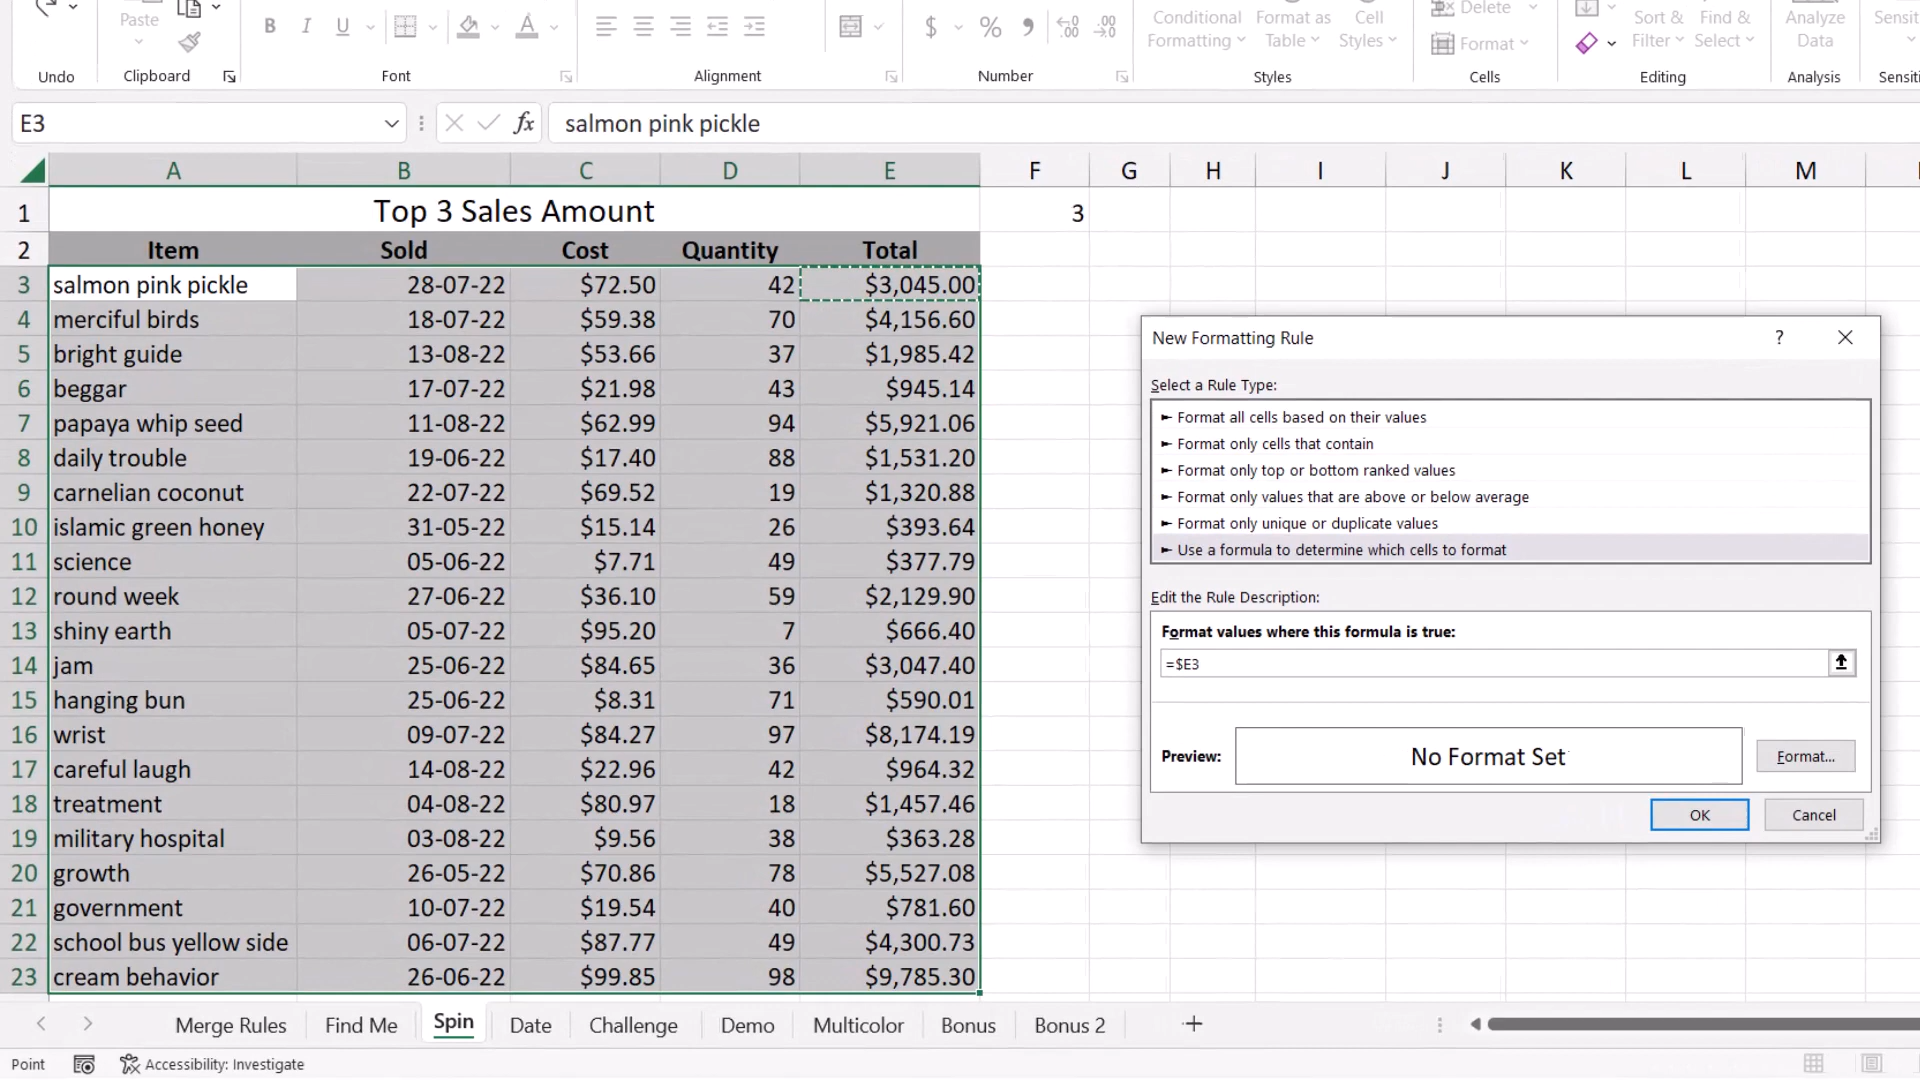 Paste
B I U
A
$ % ,
Conditional Formatting
Format as Table
Cell Styles
Delete
Format
Sort & Filter
Find & Select
Analyze Data
Undo Clipboard Font Alignment Number Styles Cells Editing Analysis
E3 fx salmon pink pickle
A B C D E F G H I J K L M
1 Top 3 Sales Amount 3
2 Item Sold Cost Quantity Total
3 salmon pink pickle 28-07-22 $72.50 42 $3,045.00
4 merciful birds 18-07-22 $59.38 70 $4,156.60
5 bright guide 13-08-22 $53.66 37 $1,985.42
6 beggar 17-07-22 $21.98 43 $945.14
7 papaya whip seed 11-08-22 $62.99 94 $5,921.06
8 daily trouble 19-06-22 $17.40 88 $1,531.20
9 carnelian coconut 22-07-22 $69.52 19 $1,320.88
10 islamic green honey 31-05-22 $15.14 26 $393.64
11 science 05-06-22 $7.71 49 $377.79
12 round week 27-06-22 $36.10 59 $2,129.90
13 shiny earth 05-07-22 $95.20 7 $666.40
14 jam 25-06-22 $84.65 36 $3,047.40
15 hanging bun 25-06-22 $8.31 71 $590.01
16 wrist 09-07-22 $84.27 97 $8,174.19
17 careful laugh 14-08-22 $22.96 42 $964.32
18 treatment 04-08-22 $80.97 18 $1,457.46
19 military hospital 03-08-22 $9.56 38 $363.28
20 growth 26-05-22 $70.86 78 $5,527.08
21 government 10-07-22 $19.54 40 $781.60
22 school bus yellow side 06-07-22 $87.77 49 $4,300.73
23 cream behavior 26-06-22 $99.85 98 $9,785.30
New Formatting Rule ?
Select a Rule Type:
► Format all cells based on their values
► Format only cells that contain
► Format only top or bottom ranked values
► Format only values that are above or below average
► Format only unique or duplicate values
► Use a formula to determine which cells to format
Edit the Rule Description:
Format values where this formula is true:
=$E3
Preview: No Format Set Format...
OK Cancel
Merge Rules Find Me Spin Date Challenge Demo Multicolor Bonus Bonus 2
Point Accessibility: Investigate